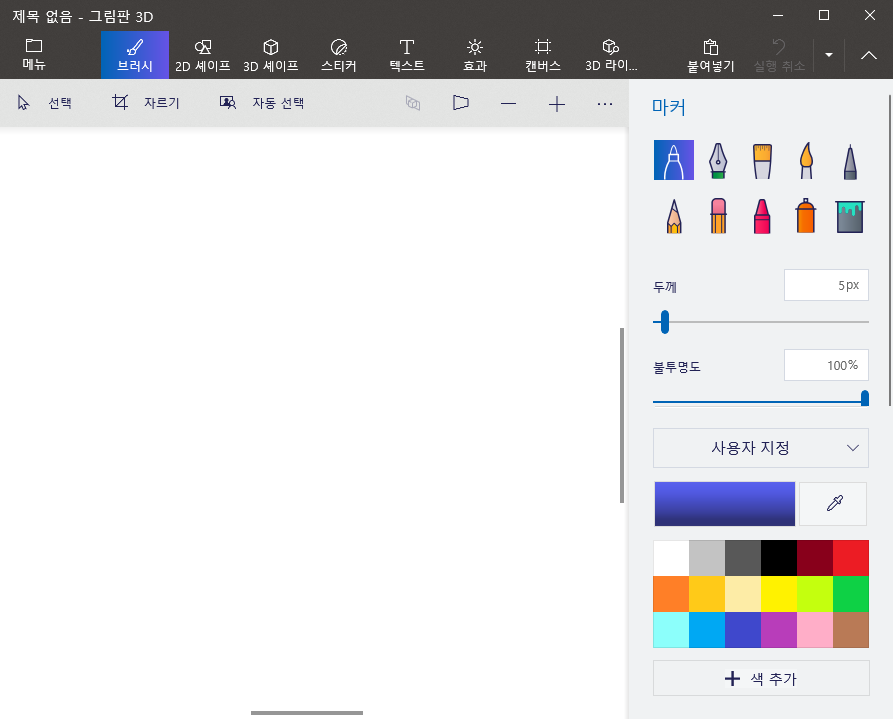 제목 없음 - 그림판 3D
메뉴
브러시
2D 셰이프
3D 셰이프
스티커
텍스트
효과
캔버스
3D 라이...
붙여넣기
실행 취소
선택
자르기
자동 선택
마커
두께
5px
불투명도
100%
사용자 지정
색 추가